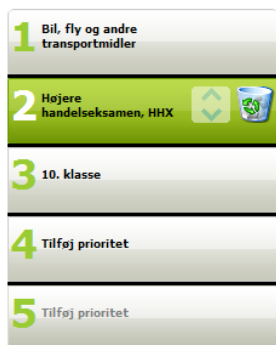 1 Bil, fly og andre
transportmidler
2 Højere
handelseksamen, HHX
3 10. klasse
4 Tilføj prioritet
5 Tilføj prioritet